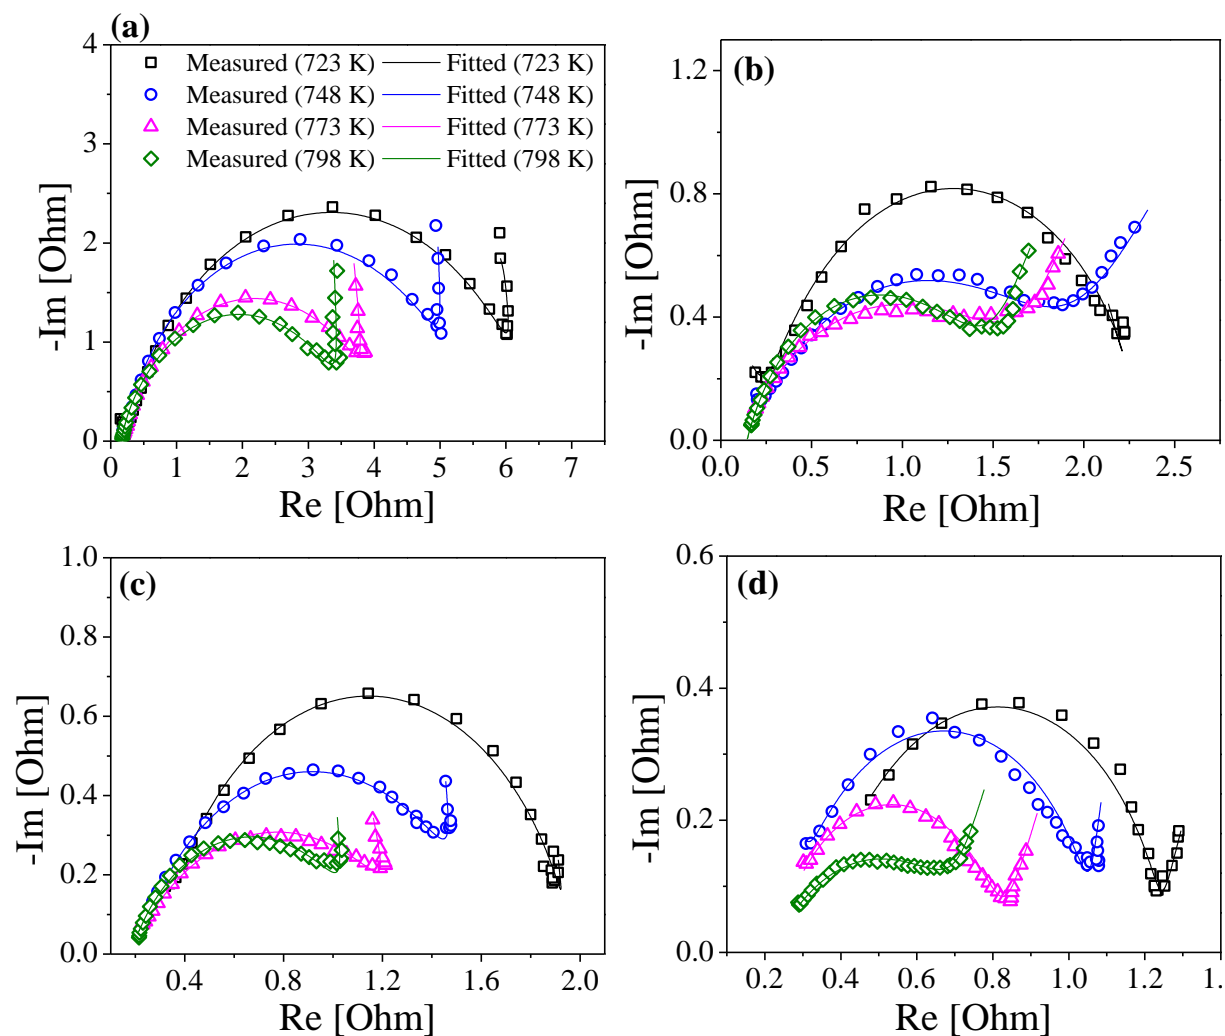 (a)
4
3
2
1
0
-Im [Ohm]
Measured (723 K) Fitted (723 K)
Measured (748 K) Fitted (748 K)
Measured (773 K) Fitted (773 K)
Measured (798 K) Fitted (798 K)
0 1 2 3 4 5 6 7
Re [Ohm]
(b)
1.2
0.8
0.4
0.0
-Im [Ohm]
0.0 0.5 1.0 1.5 2.0 2.5
Re [Ohm]
(c)
1.0
0.8
0.6
0.4
0.2
0.0
-Im [Ohm]
0.4 0.8 1.2 1.6 2.0
Re [Ohm]
(d)
0.6
0.4
0.2
0.0
-Im [Ohm]
0.2 0.4 0.6 0.8 1.0 1.2 1.
Re [Ohm]